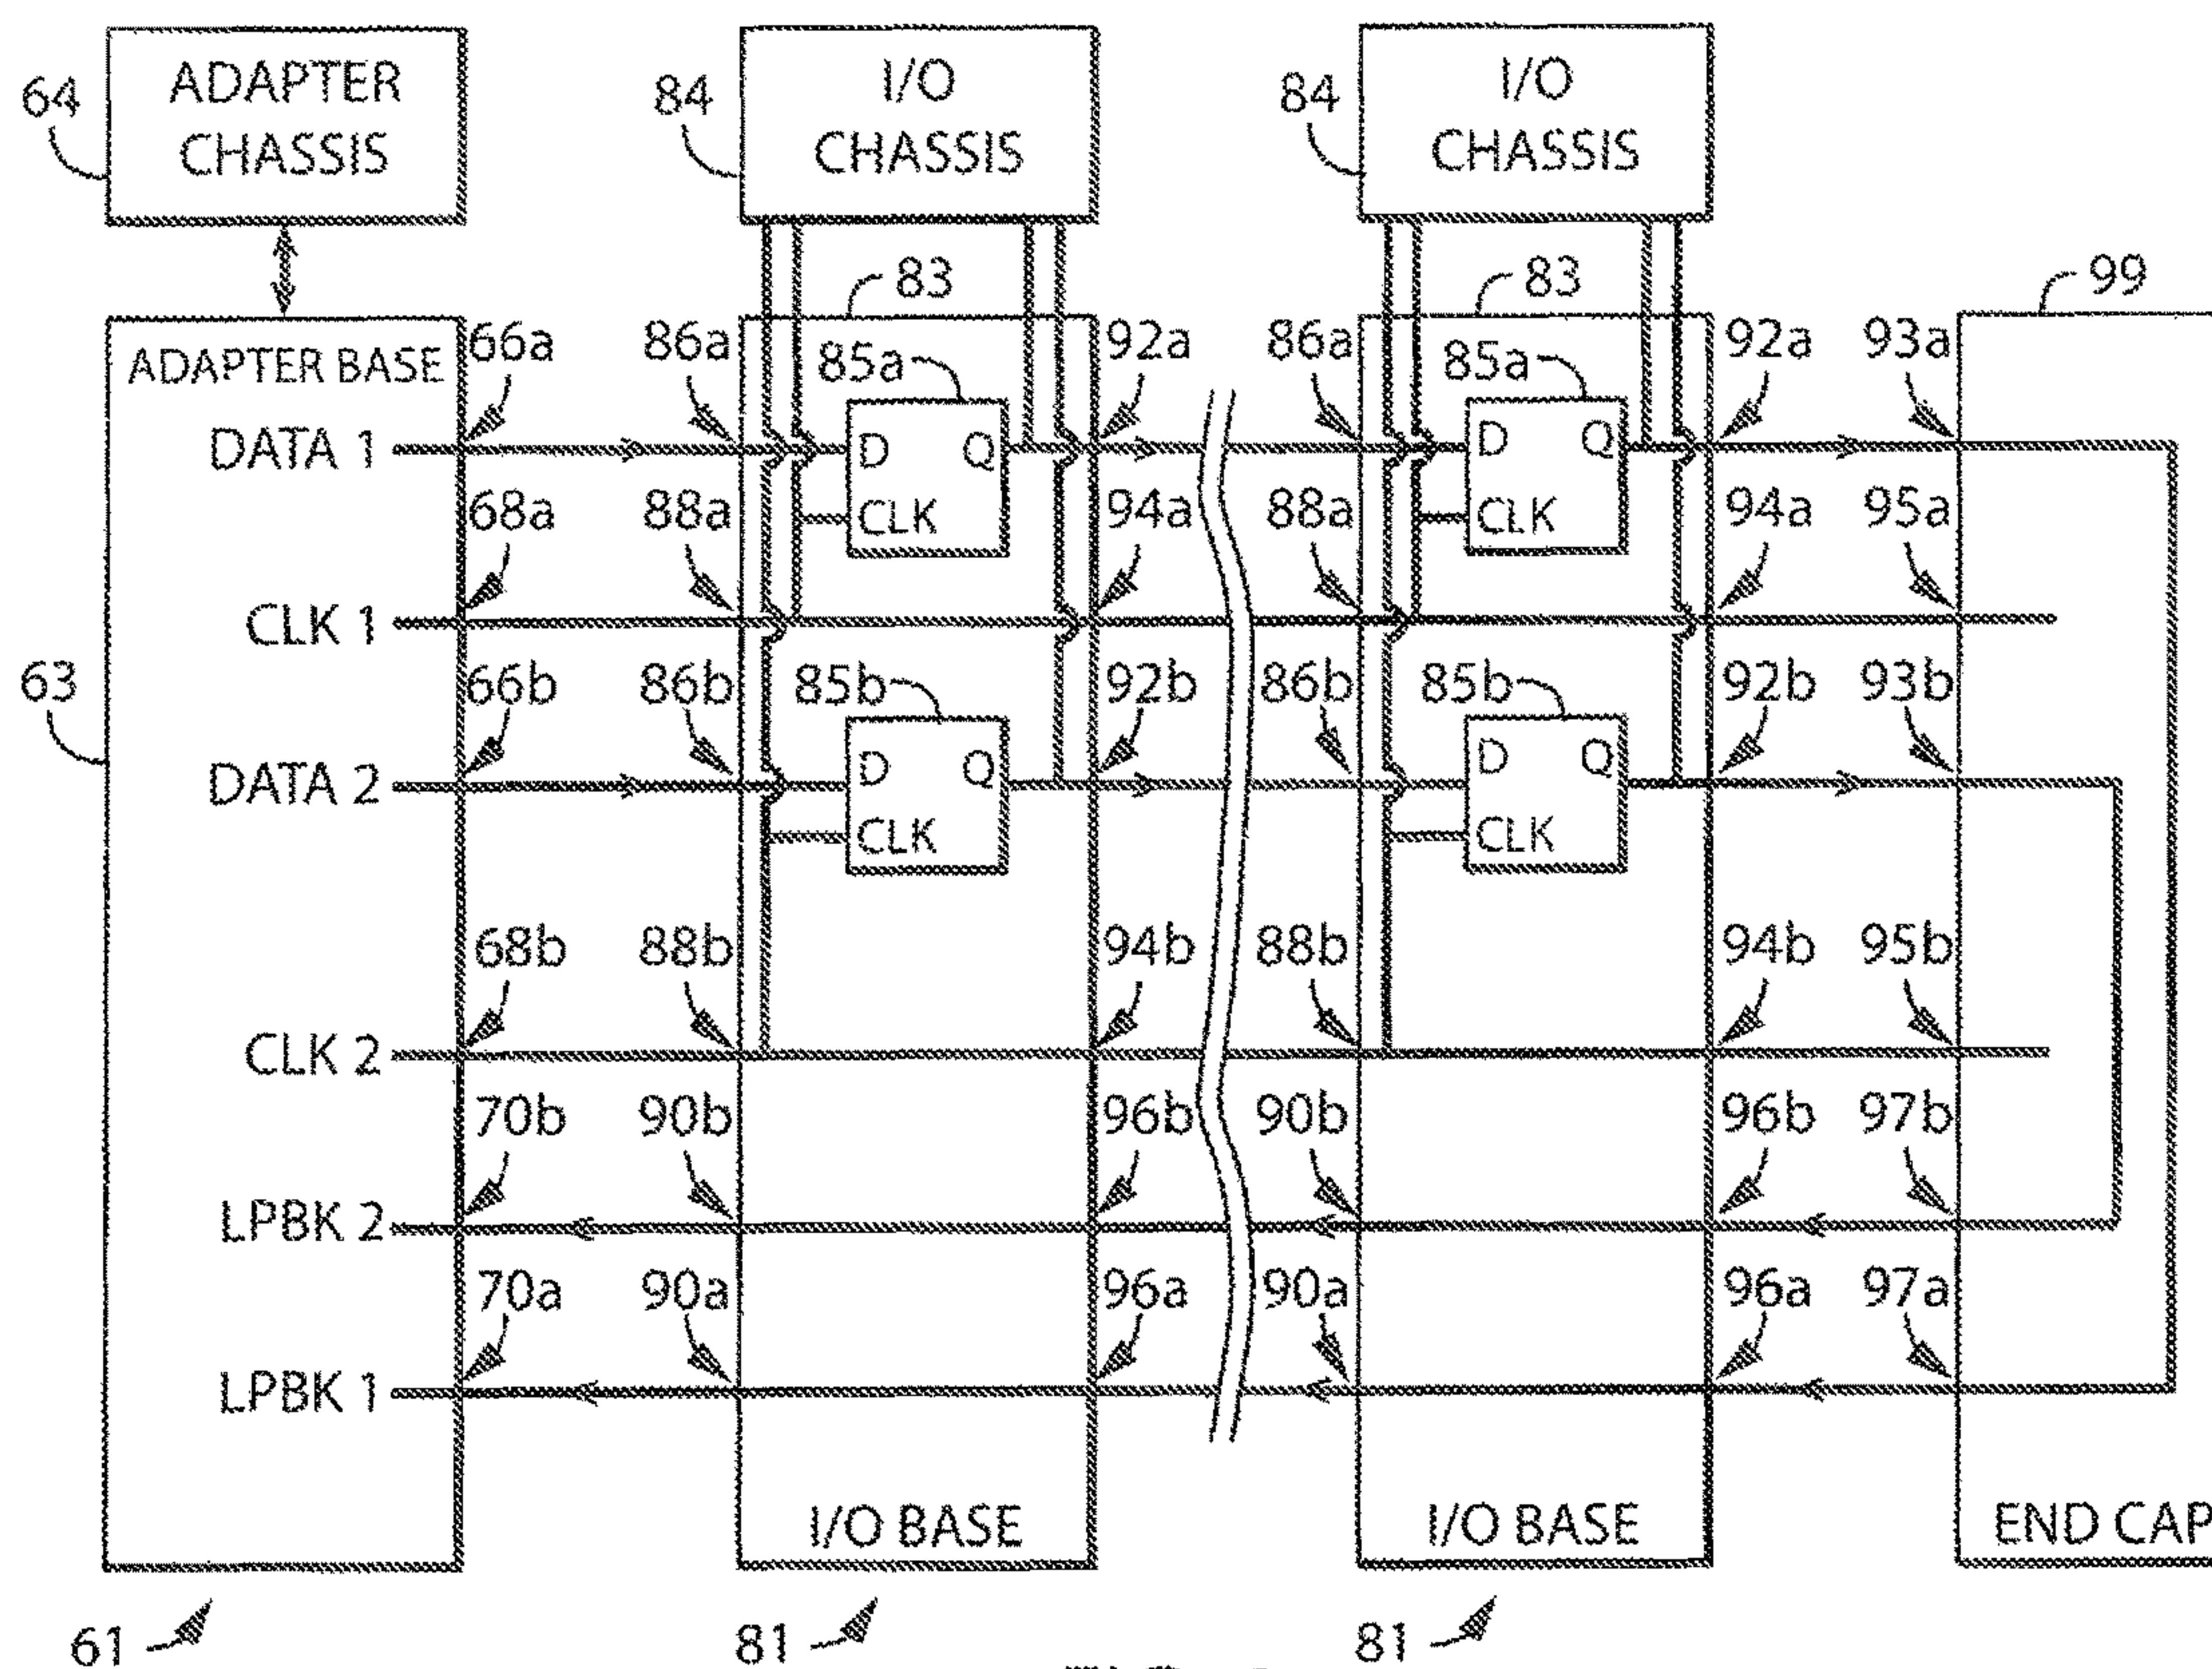 64
ADAPTER
CHASSIS
84
I/O
CHASSIS
84
I/O
CHASSIS
83
83
99
ADAPTER BASE
66a
86a
85a
92a
86a
85a
92a
93a
DATA 1
D
Q
D
Q
68a
88a
CLK
94a
88a
CLK
94a
95a
CLK 1
63
66b
86b
85b
92b
86b
85b
92b
93b
DATA 2
D
Q
D
Q
CLK
CLK
68b
88b
94b
88b
94b
95b
CLK 2
70b
90b
96b
90b
96b
97b
LPBK 2
70a
90a
96a
90a
96a
97a
LPBK 1
I/O BASE
I/O BASE
END CAP
61
81
81